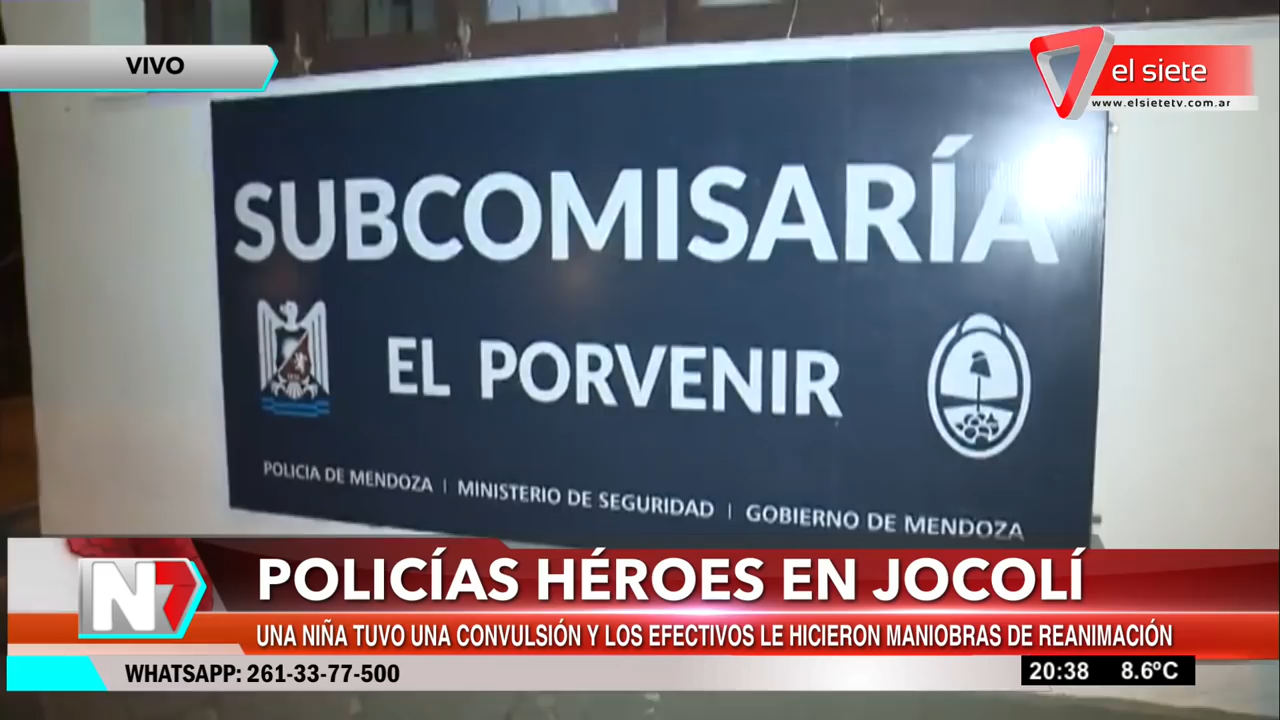 VIVO
el siete
www.elsietetv.com.ar
SUBCOMISARÍA
EL PORVENIR
POLICIA DE MENDOZA | MINISTERIO DE SEGURIDAD | GOBIERNO DE MENDOZA
N7
POLICÍAS HÉROES EN JOCOLÍ
UNA NIÑA TUVO UNA CONVULSIÓN Y LOS EFECTIVOS LE HICIERON MANIOBRAS DE REANIMACIÓN
WHATSAPP: 261-33-77-500
20:38 8.6ºC